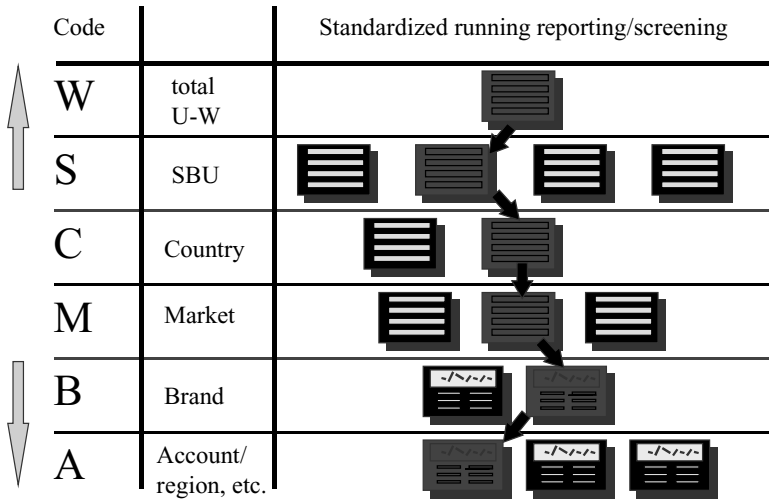 Code Standardized running reporting/screening
W total
U-W
S SBU
C Country
M Market
B Brand
A Account/
region, etc.